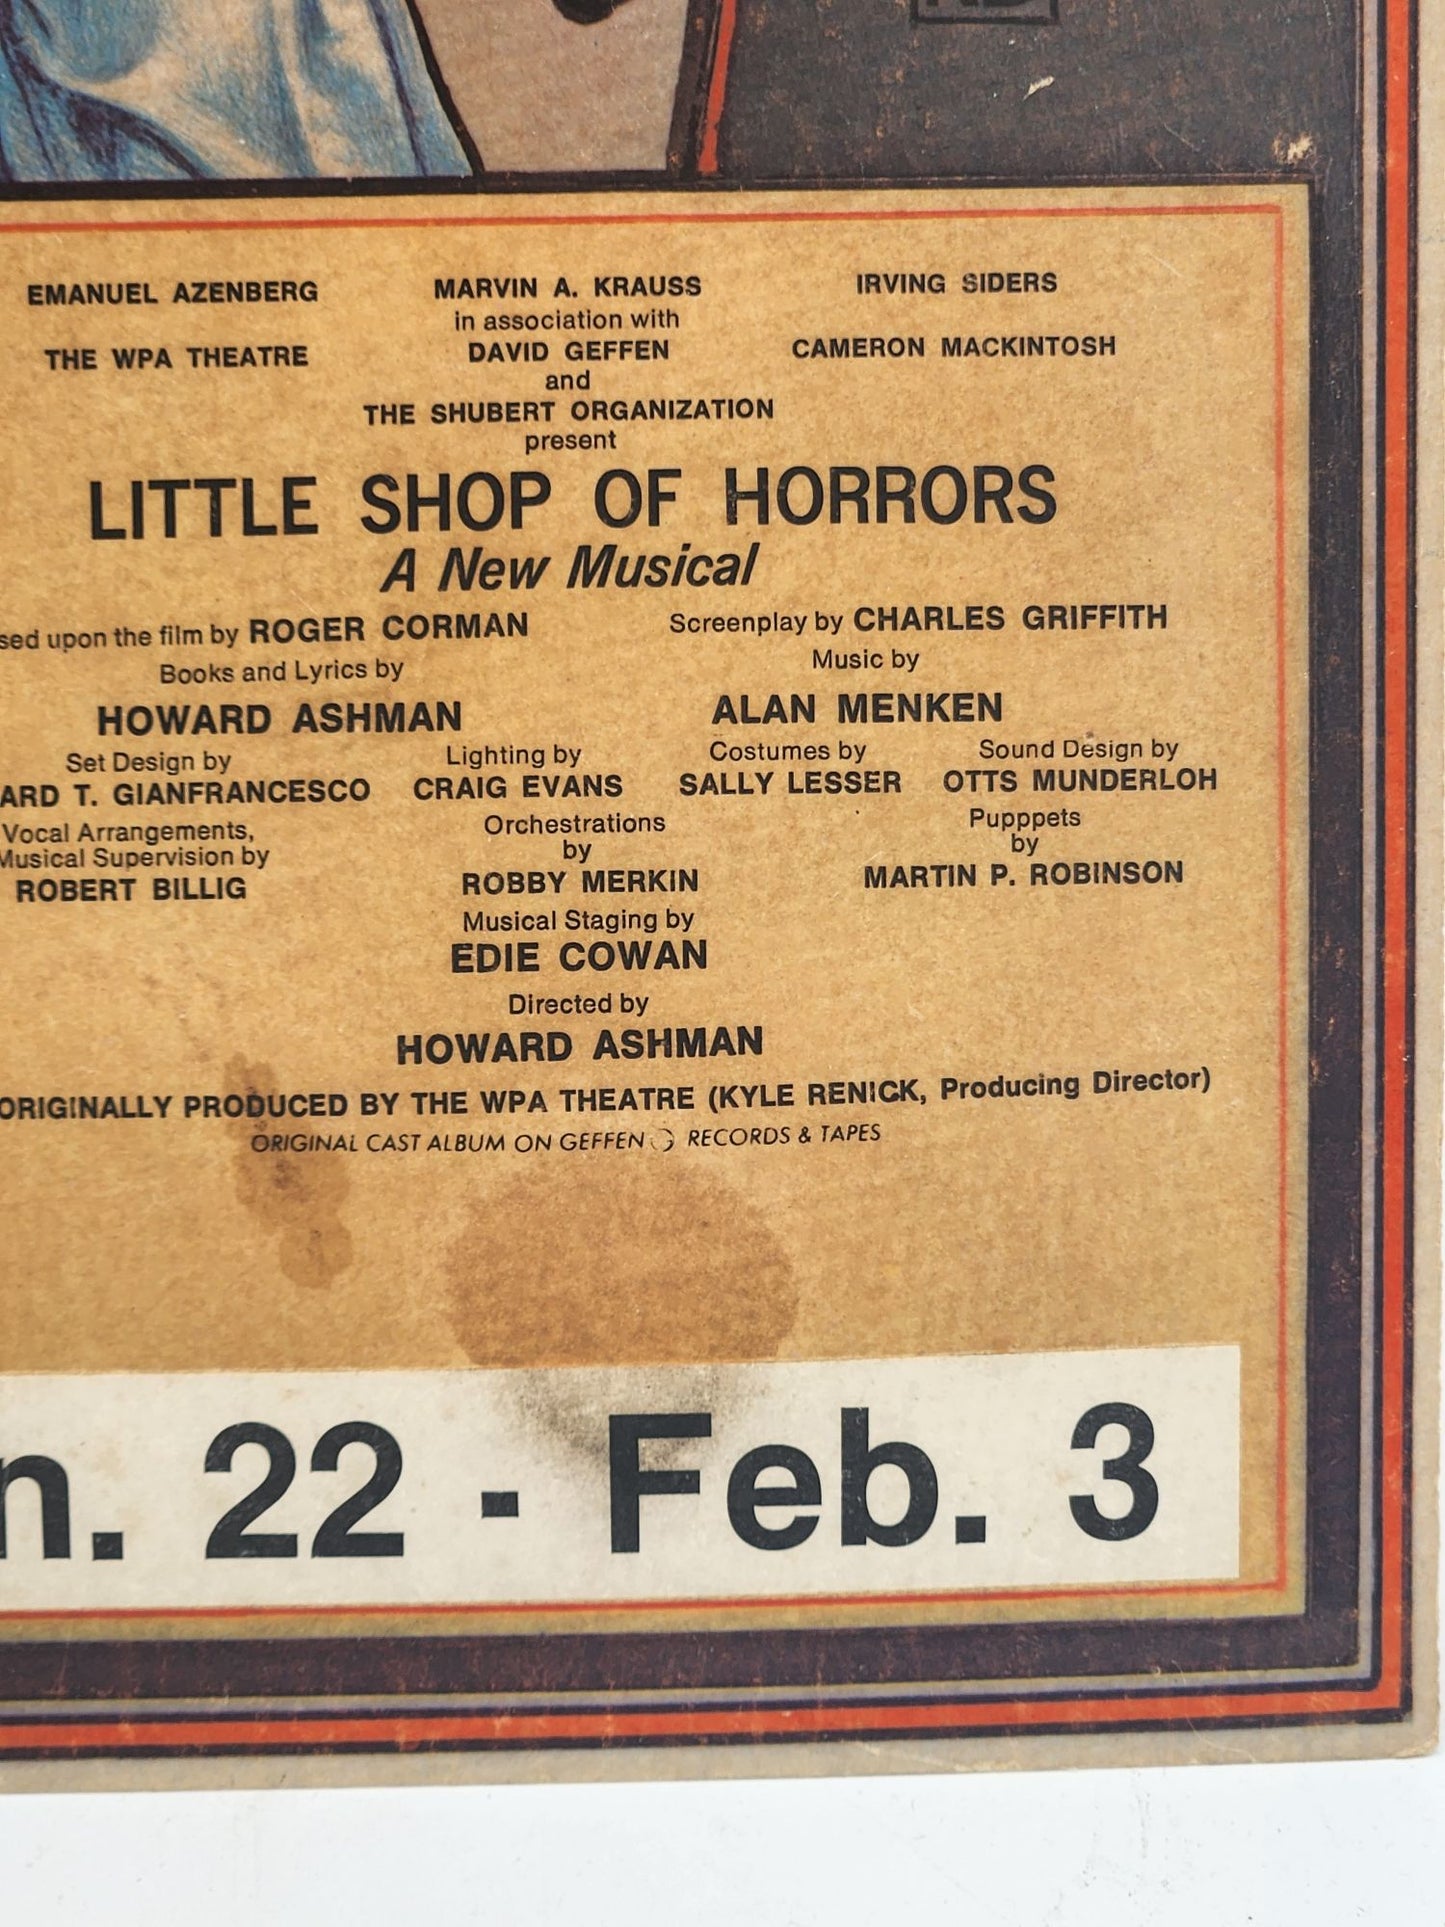 EMANUEL AZENBERG MARVIN A. KRAUSS IRVING SIDERS
in association with
THE WPA THEATRE DAVID GEFFEN CAMERON MACKINTOSH
and
THE SHUBERT ORGANIZATION
present
LITTLE SHOP OF HORRORS
A New Musical
sed upon the film by ROGER CORMAN Screenplay by CHARLES GRIFFITH
Books and Lyrics by Music by
HOWARD ASHMAN ALAN MENKEN
Set Design by Lighting by Costumes by Sound Design by
ARD T. GIANFRANCESCO CRAIG EVANS SALLY LESSER OTTS MUNDERLOH
Vocal Arrangements, Orchestrations Pupppets
Musical Supervision by by by
ROBERT BILLIG ROBBY MERKIN MARTIN P. ROBINSON
Musical Staging by
EDIE COWAN
Directed by
HOWARD ASHMAN
ORIGINALLY PRODUCED BY THE WPA THEATRE (KYLE RENICK, Producing Director)
ORIGINAL CAST ALBUM ON GEFFEN RECORDS & TAPES
n. 22 - Feb. 3